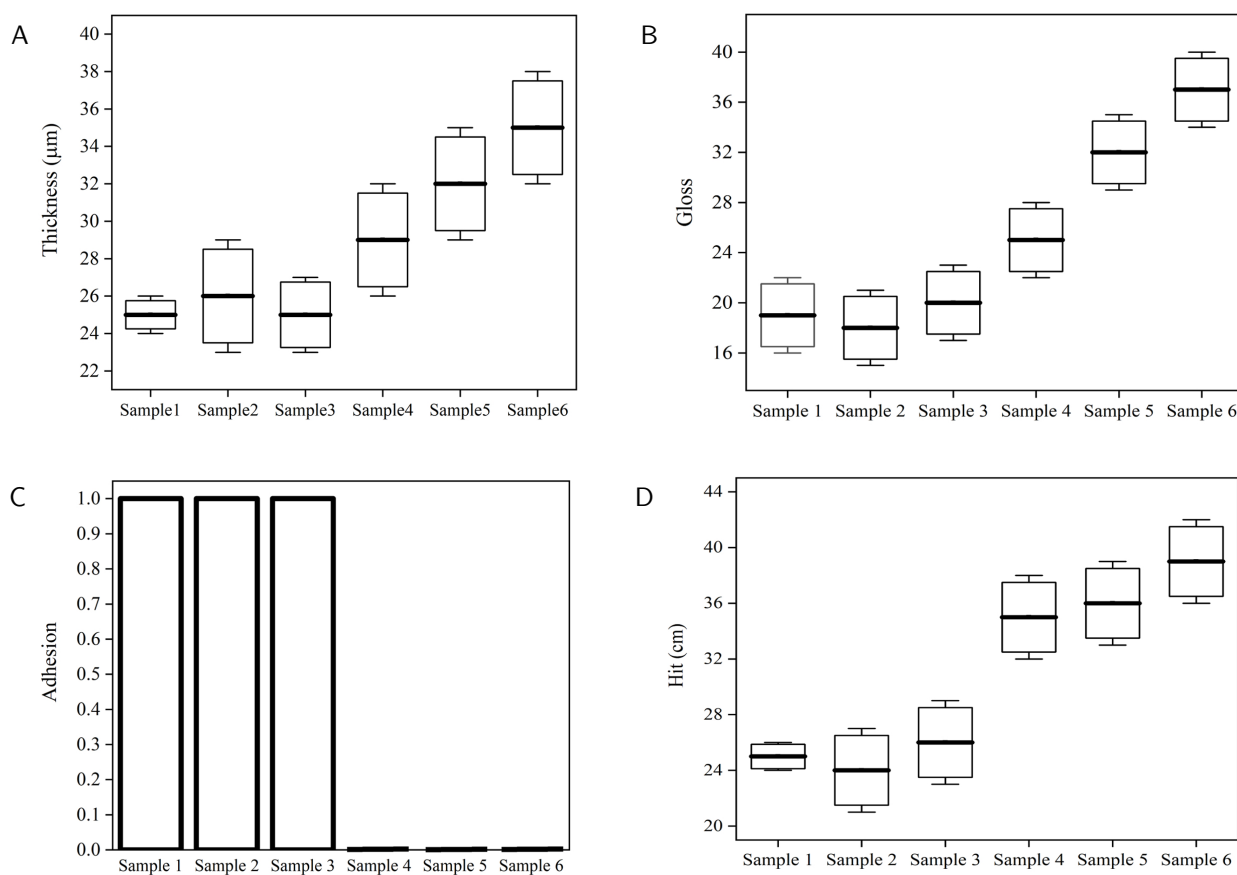 A
Thickness (μm)
40
38
36
34
32
30
28
26
24
22
Sample1 Sample2 Sample3 Sample4 Sample5 Sample6
B
Gloss
40
36
32
28
24
20
16
Sample 1 Sample 2 Sample 3 Sample 4 Sample 5 Sample 6
C
Adhesion
1.0
0.9
0.8
0.7
0.6
0.5
0.4
0.3
0.2
0.1
0.0
Sample 1 Sample 2 Sample 3 Sample 4 Sample 5 Sample 6
D
Hit (cm)
44
40
36
32
26
24
20
Sample 1 Sample 2 Sample 3 Sample 4 Sample 5 Sample 6